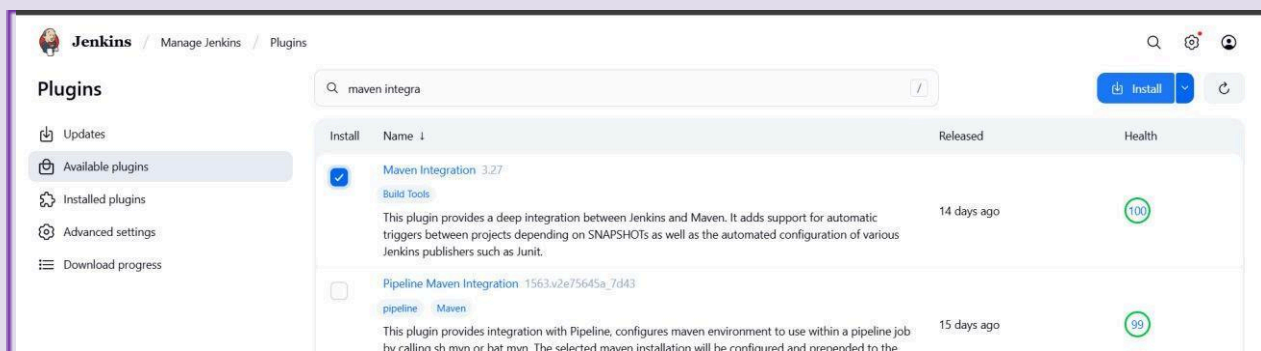 Jenkins / Manage Jenkins / Plugins
Plugins
maven integra /
Install
Updates
Available plugins
Installed plugins
Advanced settings
Download progress
Install Name ↓ Released Health
Maven Integration 3.27
Build Tools
This plugin provides a deep integration between Jenkins and Maven. It adds support for automatic
triggers between projects depending on SNAPSHOTs as well as the automated configuration of various
Jenkins publishers such as Junit.
14 days ago
100
Pipeline Maven Integration 1563.v2e75645a_7d43
pipeline Maven
This plugin provides integration with Pipeline, configures maven environment to use within a pipeline job
by calling sh mvn or bat mvn. The selected maven installation will be configured and prepended to the
15 days ago
99